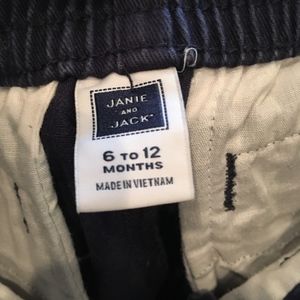 JANIE
AND
JACK
6 TO 12
MONTHS
MADE IN VIETNAM